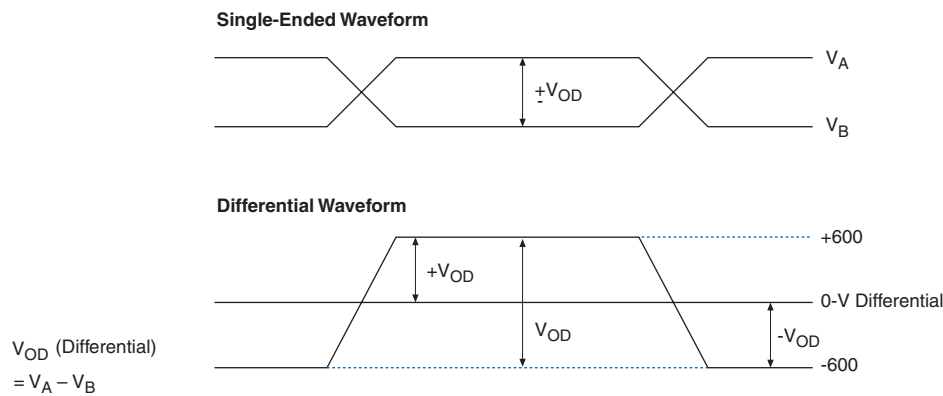 Single-Ended Waveform
V_A
±V_OD
V_B
Differential Waveform
+600
+V_OD
0-V Differential
V_OD
-V_OD
-600
V_OD (Differential)
= V_A – V_B